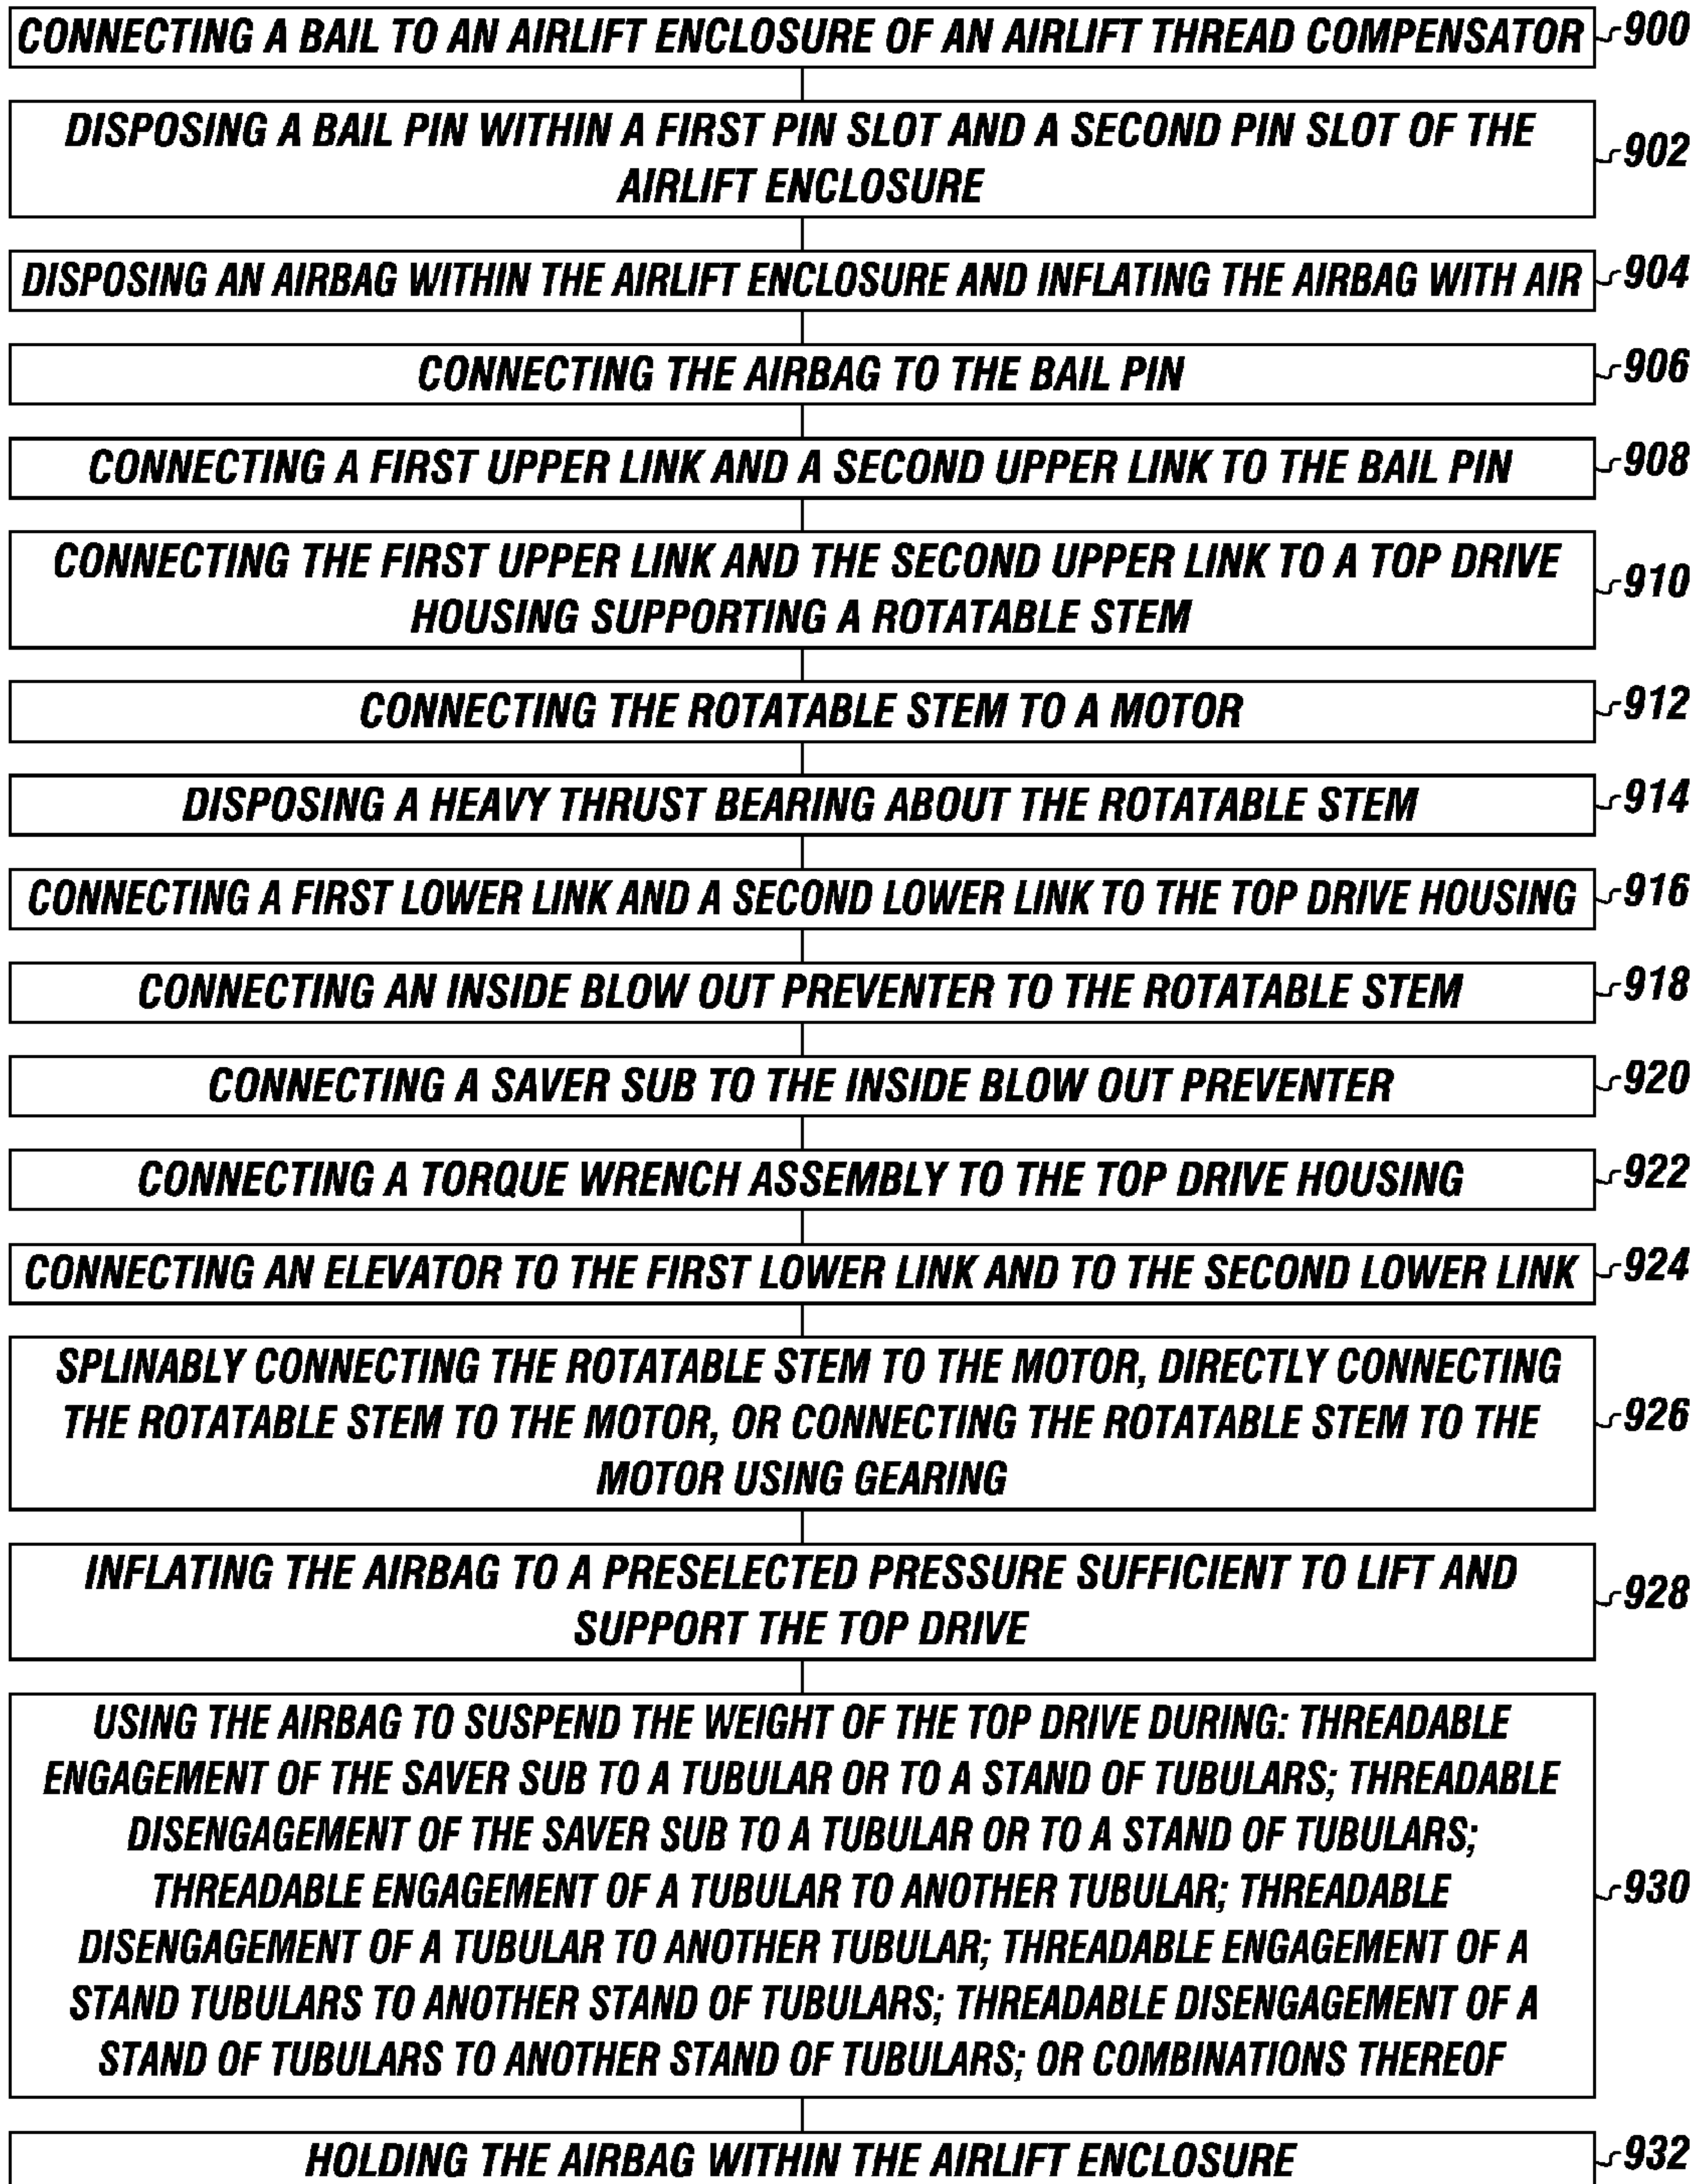 CONNECTING A BAIL TO AN AIRLIFT ENCLOSURE OF AN AIRLIFT THREAD COMPENSATOR 900
DISPOSING A BAIL PIN WITHIN A FIRST PIN SLOT AND A SECOND PIN SLOT OF THE
AIRLIFT ENCLOSURE
902
DISPOSING AN AIRBAG WITHIN THE AIRLIFT ENCLOSURE AND INFLATING THE AIRBAG WITH AIR 904
CONNECTING THE AIRBAG TO THE BAIL PIN 906
CONNECTING A FIRST UPPER LINK AND A SECOND UPPER LINK TO THE BAIL PIN 908
CONNECTING THE FIRST UPPER LINK AND THE SECOND UPPER LINK TO A TOP DRIVE
HOUSING SUPPORTING A ROTATABLE STEM
910
CONNECTING THE ROTATABLE STEM TO A MOTOR 912
DISPOSING A HEAVY THRUST BEARING ABOUT THE ROTATABLE STEM 914
CONNECTING A FIRST LOWER LINK AND A SECOND LOWER LINK TO THE TOP DRIVE HOUSING 916
CONNECTING AN INSIDE BLOW OUT PREVENTER TO THE ROTATABLE STEM 918
CONNECTING A SAVER SUB TO THE INSIDE BLOW OUT PREVENTER 920
CONNECTING A TORQUE WRENCH ASSEMBLY TO THE TOP DRIVE HOUSING 922
CONNECTING AN ELEVATOR TO THE FIRST LOWER LINK AND TO THE SECOND LOWER LINK 924
SPLINABLY CONNECTING THE ROTATABLE STEM TO THE MOTOR, DIRECTLY CONNECTING
THE ROTATABLE STEM TO THE MOTOR, OR CONNECTING THE ROTATABLE STEM TO THE
MOTOR USING GEARING
926
INFLATING THE AIRBAG TO A PRESELECTED PRESSURE SUFFICIENT TO LIFT AND
SUPPORT THE TOP DRIVE
928
USING THE AIRBAG TO SUSPEND THE WEIGHT OF THE TOP DRIVE DURING: THREADABLE
ENGAGEMENT OF THE SAVER SUB TO A TUBULAR OR TO A STAND OF TUBULARS; THREADABLE
DISENGAGEMENT OF THE SAVER SUB TO A TUBULAR OR TO A STAND OF TUBULARS;
THREADABLE ENGAGEMENT OF A TUBULAR TO ANOTHER TUBULAR; THREADABLE
DISENGAGEMENT OF A TUBULAR TO ANOTHER TUBULAR; THREADABLE ENGAGEMENT OF A
STAND TUBULARS TO ANOTHER STAND OF TUBULARS; THREADABLE DISENGAGEMENT OF A
STAND OF TUBULARS TO ANOTHER STAND OF TUBULARS; OR COMBINATIONS THEREOF
930
HOLDING THE AIRBAG WITHIN THE AIRLIFT ENCLOSURE 932